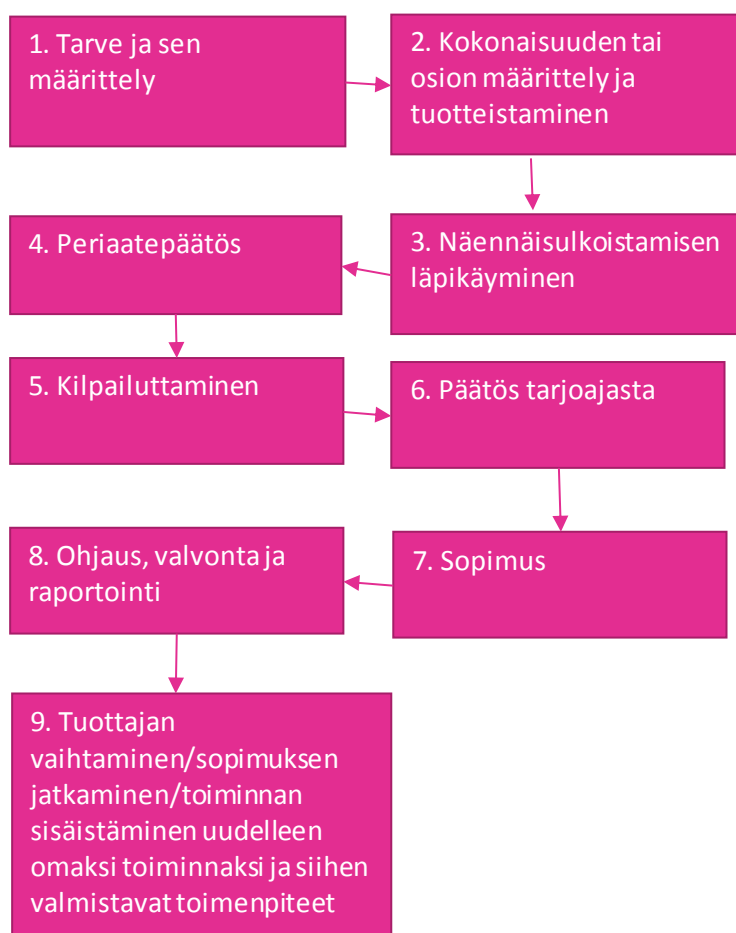 1. Tarve ja sen
määrittely
2. Kokonaisuuden tai
osion määrittely ja
tuotteistaminen
3. Näennäisulkoistamisen
läpikäyminen
4. Periaatepäätös
5. Kilpailuttaminen
6. Päätös tarjoajasta
7. Sopimus
8. Ohjaus, valvonta ja
raportointi
9. Tuottajan
vaihtaminen/sopimuksen
jatkaminen/toiminnan
sisäistäminen uudelleen
omaksi toiminnaksi ja siihen
valmistavat toimenpiteet